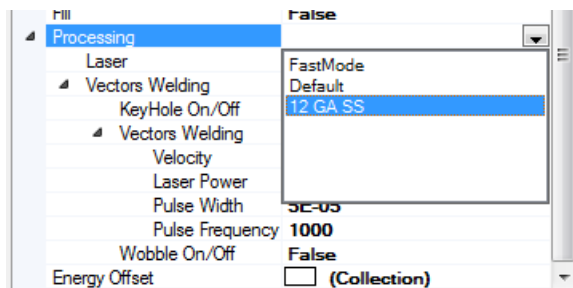 Fill False
Processing
Laser FastMode
Vectors Welding Default
KeyHole On/Off 12 GA SS
Vectors Welding
Velocity
Laser Power
Pulse Width 5E-05
Pulse Frequency 1000
Wobble On/Off False
Energy Offset (Collection)